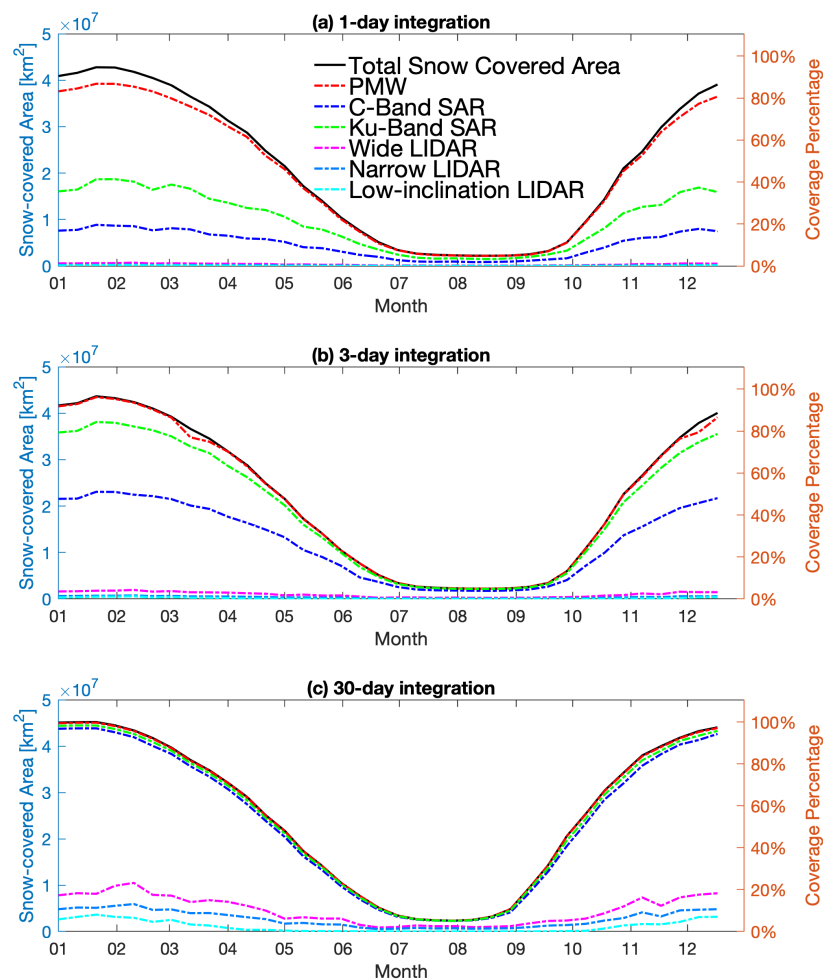 (a) 1-day integration
×10⁷
Snow-covered Area [km²]
5
4
3
2
1
0
Total Snow Covered Area
PMW
C-Band SAR
Ku-Band SAR
Wide LIDAR
Narrow LIDAR
Low-inclination LIDAR
100%
80%
60%
40%
20%
0%
Coverage Percentage
01 02 03 04 05 06 07 08 09 10 11 12
Month
(b) 3-day integration
×10⁷
Snow-covered Area [km²]
5
4
3
2
1
0
100%
80%
60%
40%
20%
0%
Coverage Percentage
01 02 03 04 05 06 07 08 09 10 11 12
Month
(c) 30-day integration
×10⁷
Snow-covered Area [km²]
5
4
3
2
1
0
100%
80%
60%
40%
20%
0%
Coverage Percentage
01 02 03 04 05 06 07 08 09 10 11 12
Month